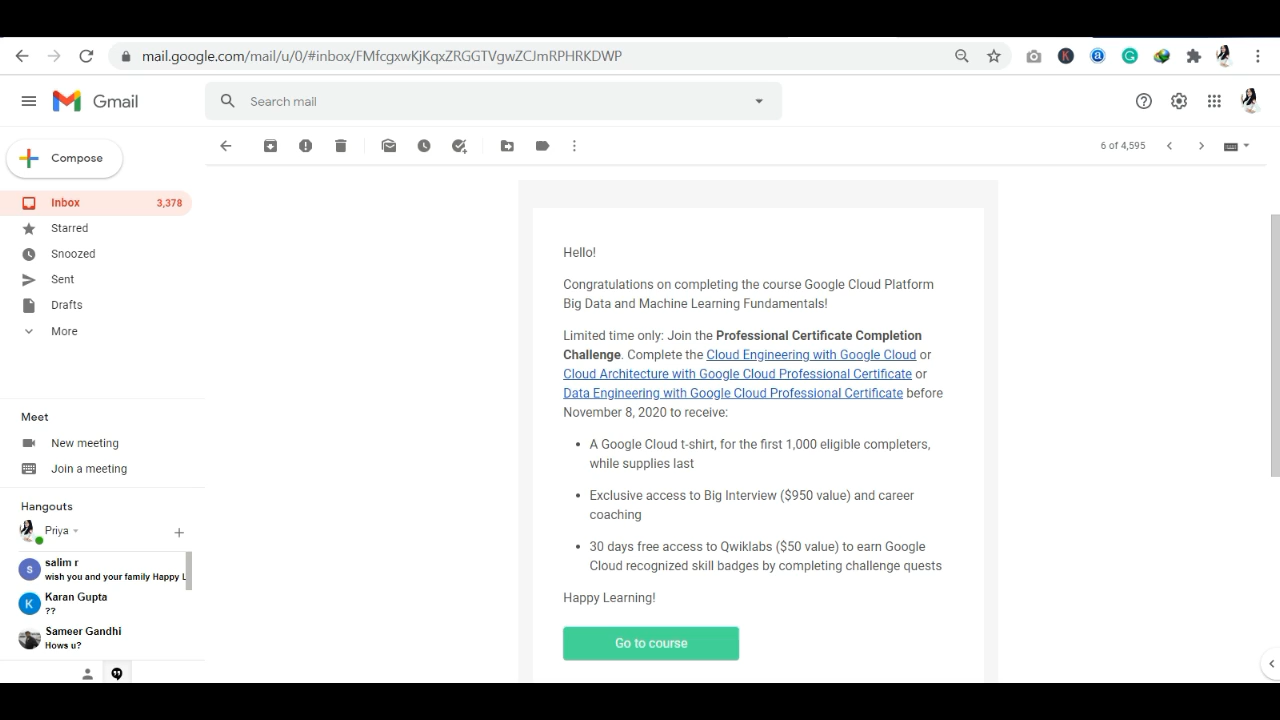 mail.google.com/mail/u/0/#inbox/FMfcgxwKjKqxZRGGTVgwZCJmRPHRKDWP
Gmail
Search mail
Compose
6 of 4,595
Inbox 3,378
Starred
Snoozed
Sent
Drafts
More
Meet
New meeting
Join a meeting
Hangouts
Priya
salim r
wish you and your family Happy L
Karan Gupta
??
Sameer Gandhi
Hows u?
Hello!
Congratulations on completing the course Google Cloud Platform
Big Data and Machine Learning Fundamentals!
Limited time only: Join the Professional Certificate Completion
Challenge. Complete the Cloud Engineering with Google Cloud or
Cloud Architecture with Google Cloud Professional Certificate or
Data Engineering with Google Cloud Professional Certificate before
November 8, 2020 to receive:
• A Google Cloud t-shirt, for the first 1,000 eligible completers,
while supplies last
• Exclusive access to Big Interview ($950 value) and career
coaching
• 30 days free access to Qwiklabs ($50 value) to earn Google
Cloud recognized skill badges by completing challenge quests
Happy Learning!
Go to course